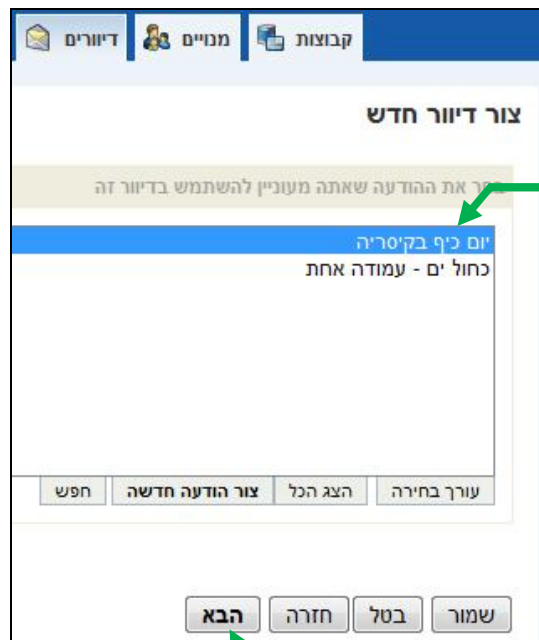 קבוצות מנויים דיוורים
צור דיוור חדש
בחר את ההודעה שאתה מעוניין להשתמש בדיוור זה
יום כיף בקיסריה
כחול ים - עמודה אחת
עורך בחירה הצג הכל צור הודעה חדשה חפש
שמור בטל חזרה הבא